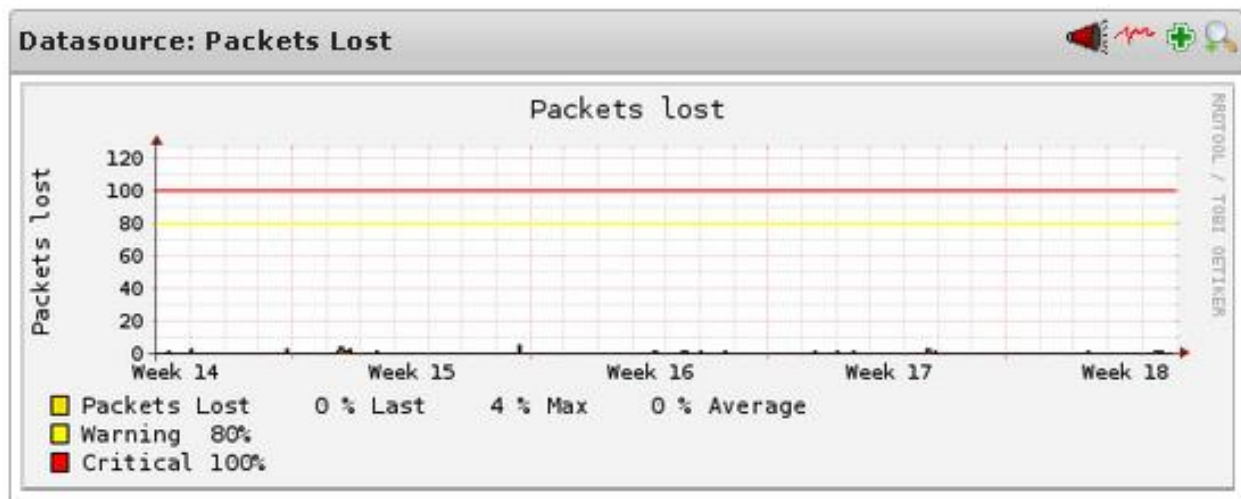 Datasource: Packets Lost
Packets lost
RRDTOOL / TOBI OETIKER
Packets lost
120
100
80
60
40
20
0
Week 14 Week 15 Week 16 Week 17 Week 18
Packets Lost 0 % Last 4 % Max 0 % Average
Warning 80%
Critical 100%